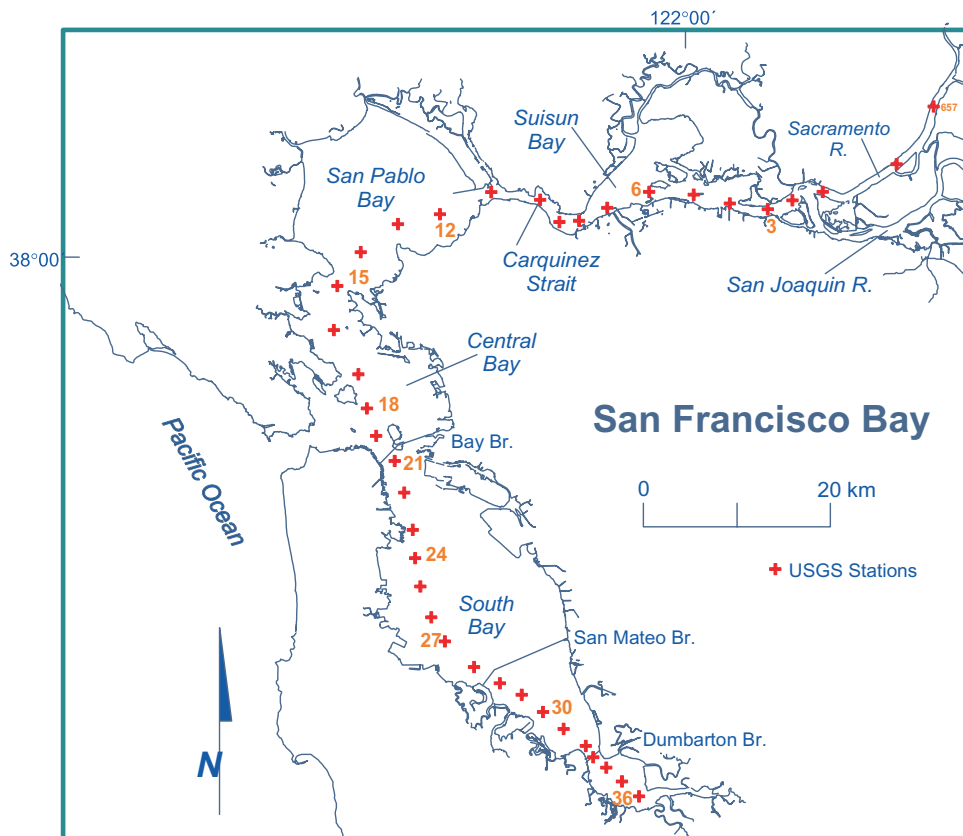 122°00´
657
Suisun
Bay
Sacramento
R.
San Pablo
Bay
6
12
3
38°00
Carquinez
Strait
15
San Joaquin R.
Central
Bay
18
San Francisco Bay
Pacific Ocean
Bay Br.
21
0
20 km
24
USGS Stations
South
Bay
27
San Mateo Br.
30
Dumbarton Br.
N
36